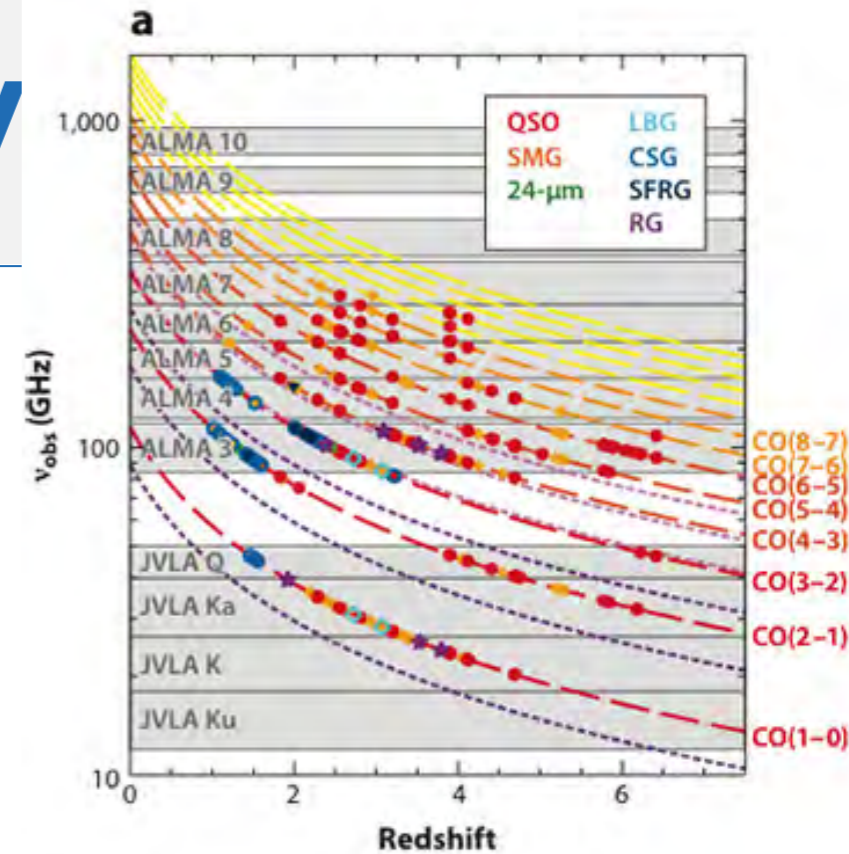 a
1,000
100
10
ν_obs (GHz)
ALMA 10
ALMA 9
ALMA 8
ALMA 7
ALMA 6
ALMA 5
ALMA 4
ALMA 3
JVLA Q
JVLA Ka
JVLA K
JVLA Ku
QSO LBG
SMG CSG
24-μm SFRG
RG
CO(8–7)
CO(7–6)
CO(6–5)
CO(5–4)
CO(4–3)
CO(3–2)
CO(2–1)
CO(1–0)
0 2 4 6
Redshift